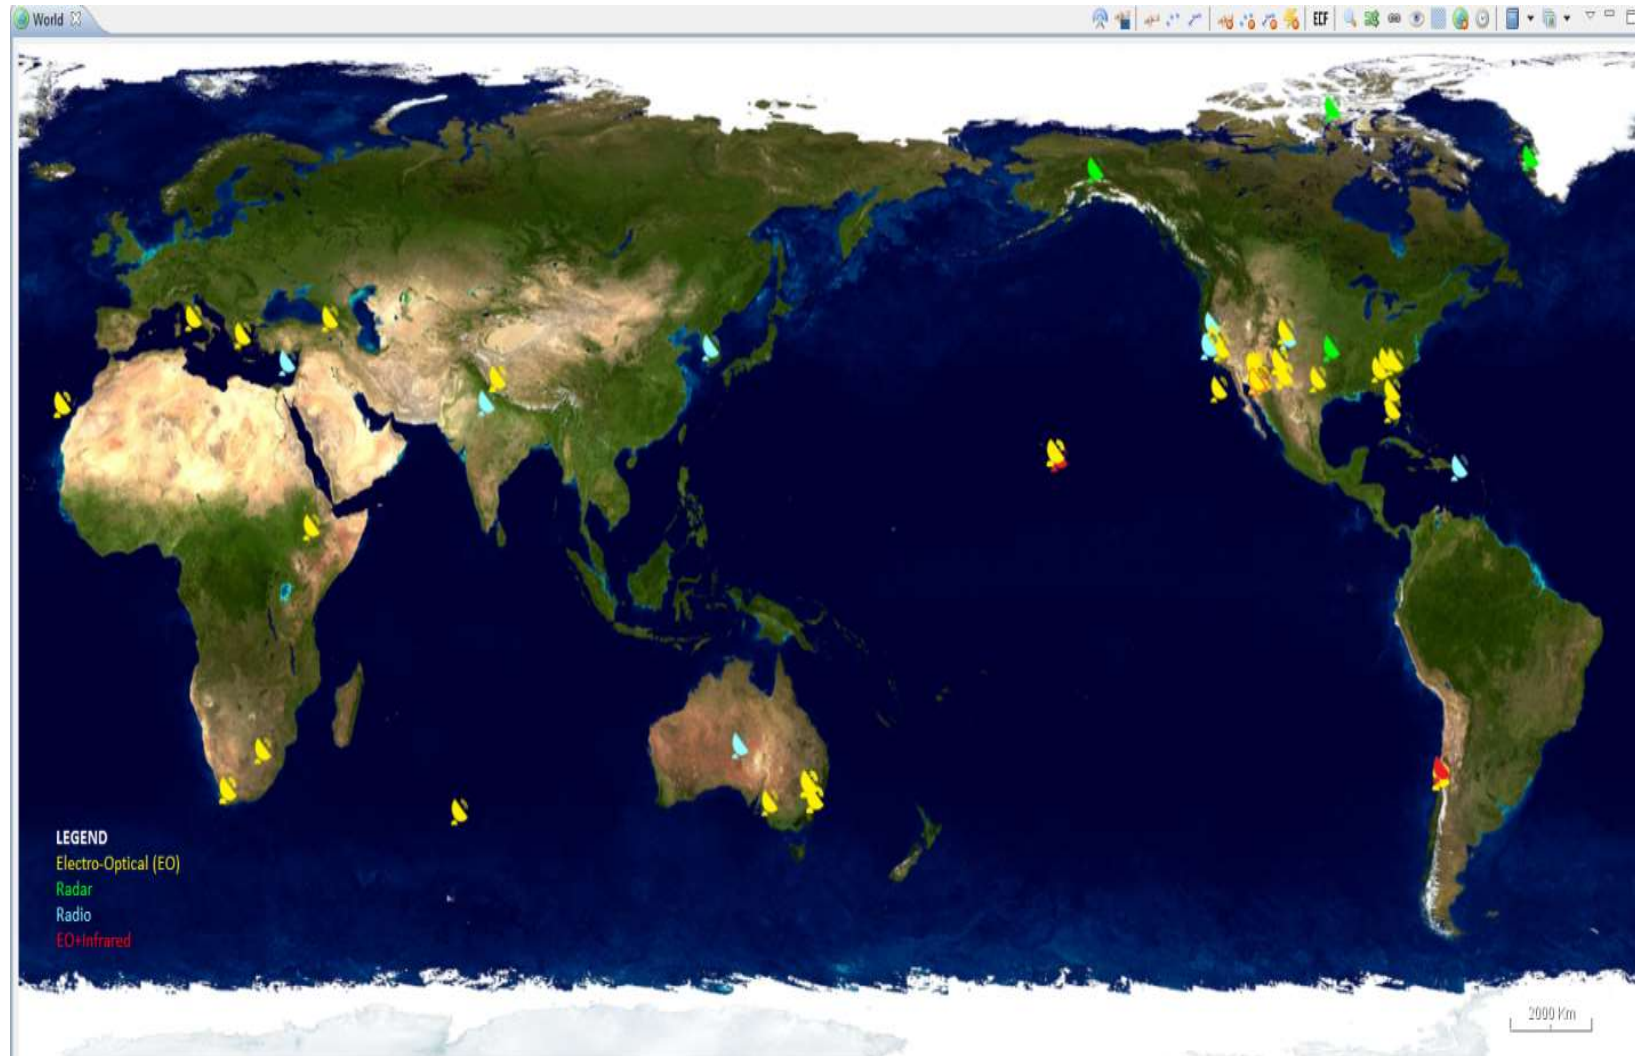 World
ECF
LEGEND
Electro-Optical (EO)
Radar
Radio
EO+Infrared
2000 Km